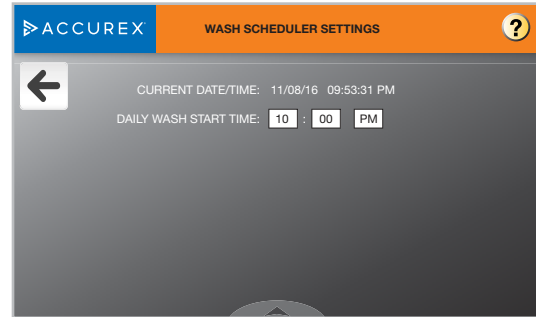 ACCUREX
WASH SCHEDULER SETTINGS
?
CURRENT DATE/TIME: 11/08/16 09:53:31 PM
DAILY WASH START TIME: 10 : 00 PM